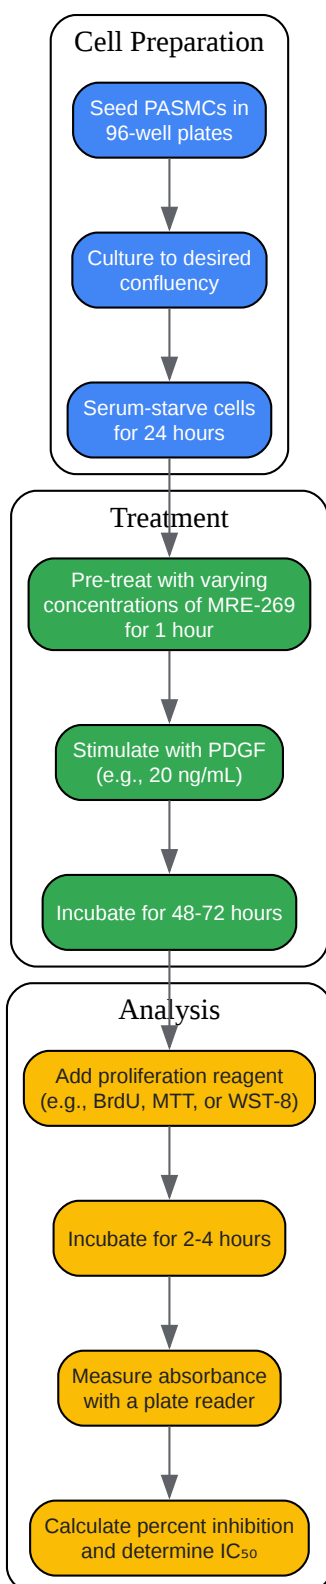 Cell Preparation
Seed PASMCs in
96-well plates
Culture to desired
confluency
Serum-starve cells
for 24 hours
Treatment
Pre-treat with varying
concentrations of MRE-269
for 1 hour
Stimulate with PDGF
(e.g., 20 ng/mL)
Incubate for 48-72 hours
Analysis
Add proliferation reagent
(e.g., BrdU, MTT, or WST-8)
Incubate for 2-4 hours
Measure absorbance
with a plate reader
Calculate percent inhibition
and determine IC₅₀